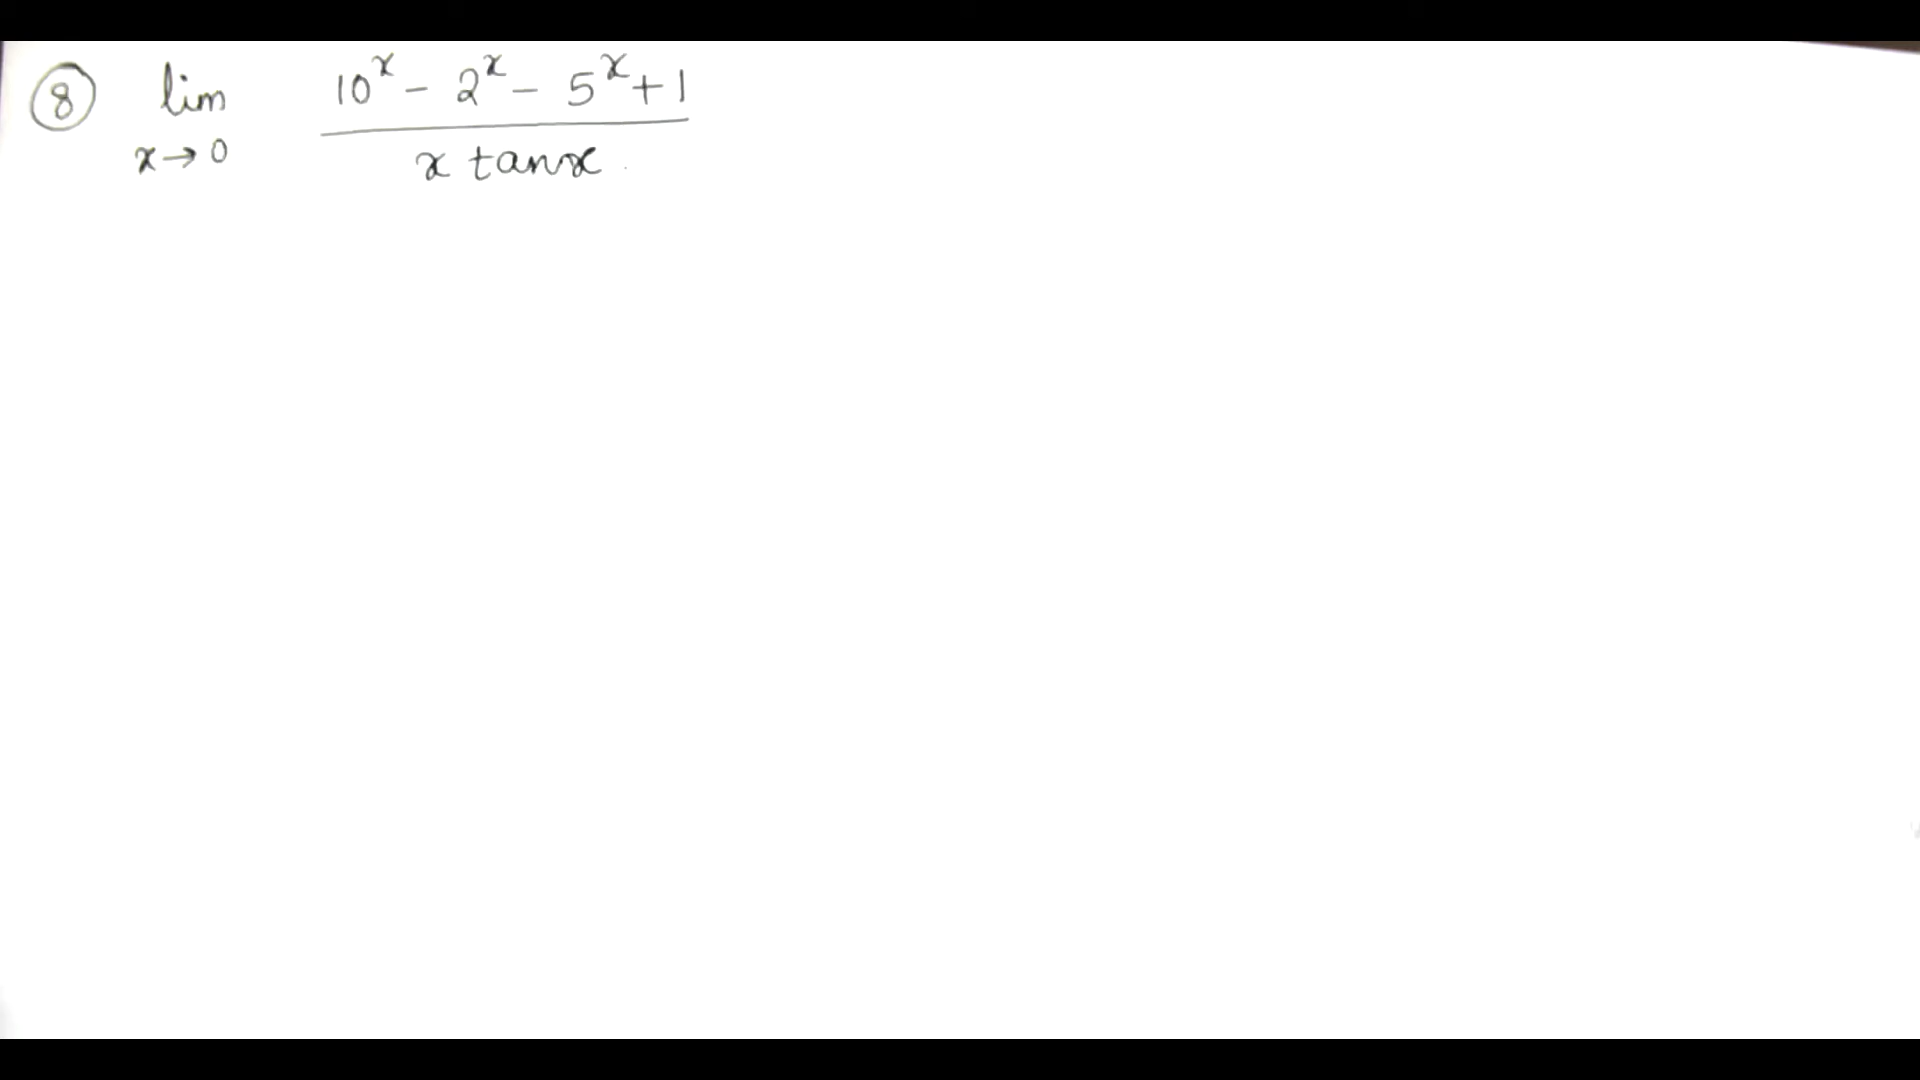 ⑧ lim 10^x - 2^x - 5^x + 1
x→0 x tanx